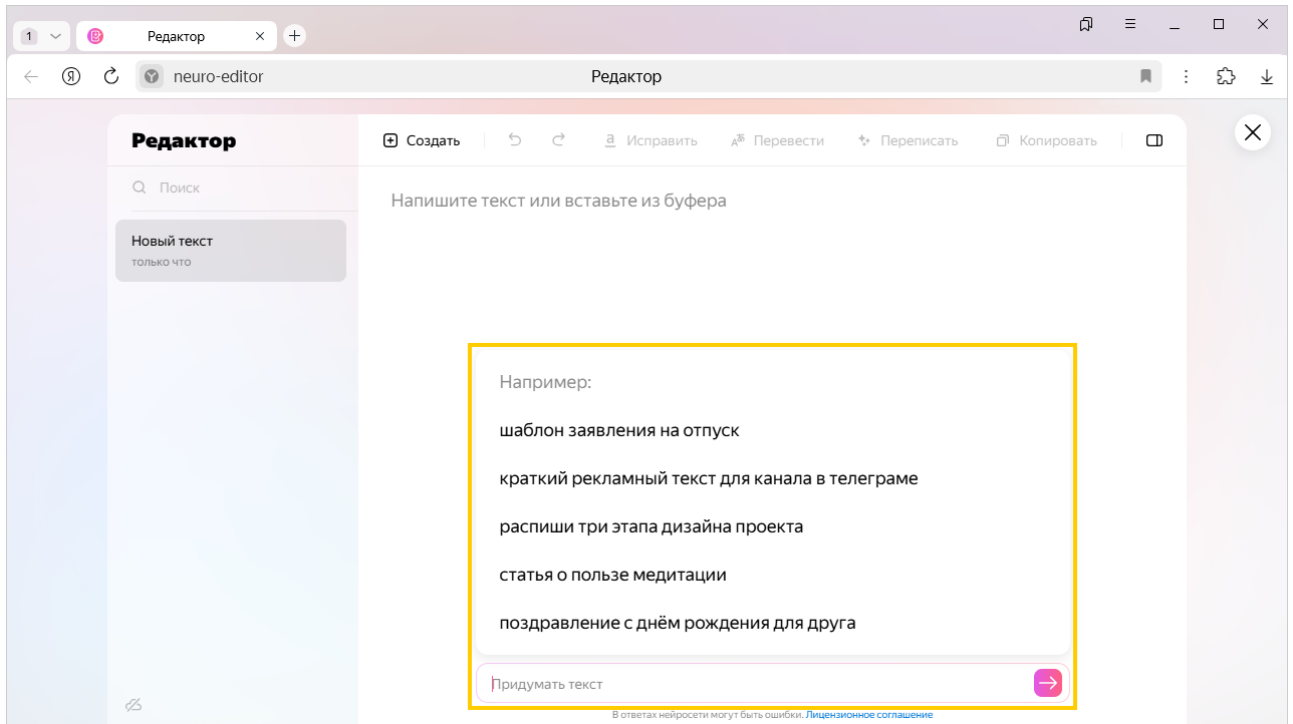 1
Редактор
neuro-editor
Редактор
Редактор
Создать
Исправить
Перевести
Переписать
Копировать
Поиск
Новый текст
только что
Напишите текст или вставьте из буфера
Например:
шаблон заявления на отпуск
краткий рекламный текст для канала в телеграме
распиши три этапа дизайна проекта
статья о пользе медитации
поздравление с днём рождения для друга
Придумать текст
В ответах нейросети могут быть ошибки. Лицензионное соглашение